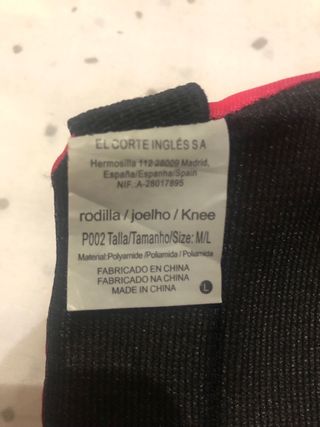 EL CORTE INGLÉS S A
Hermosilla 112-28009 Madrid.
España/Espanha/Spain
NIF.:A-28017895
rodilla / joelho / Knee
P002 Talla/Tamanho/Size: M/L
Material:Polyamide /Poliamida / Poliamida
FABRICADO EN CHINA
FABRICADO NA CHINA
MADE IN CHINA
L